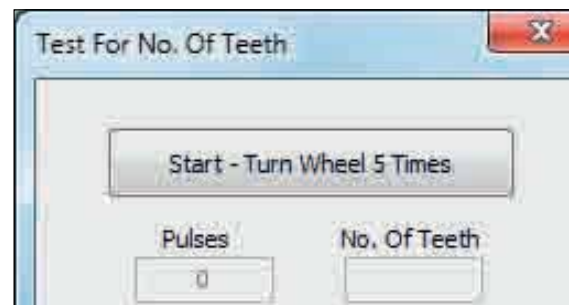 Test For No. Of Teeth
Start - Turn Wheel 5 Times
Pulses No. Of Teeth
0